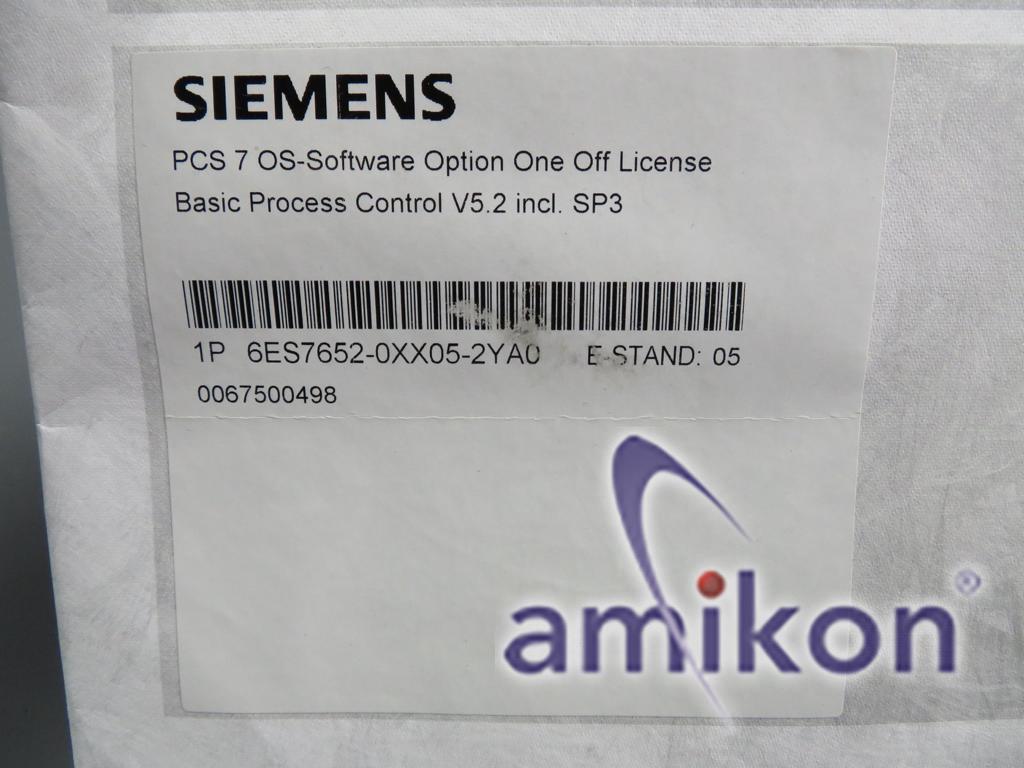 SIEMENS
PCS 7 OS-Software Option One Off License
Basic Process Control V5.2 incl. SP3
1P 6ES7652-0XX05-2YA0 E-STAND: 05
0067500498
amikon®